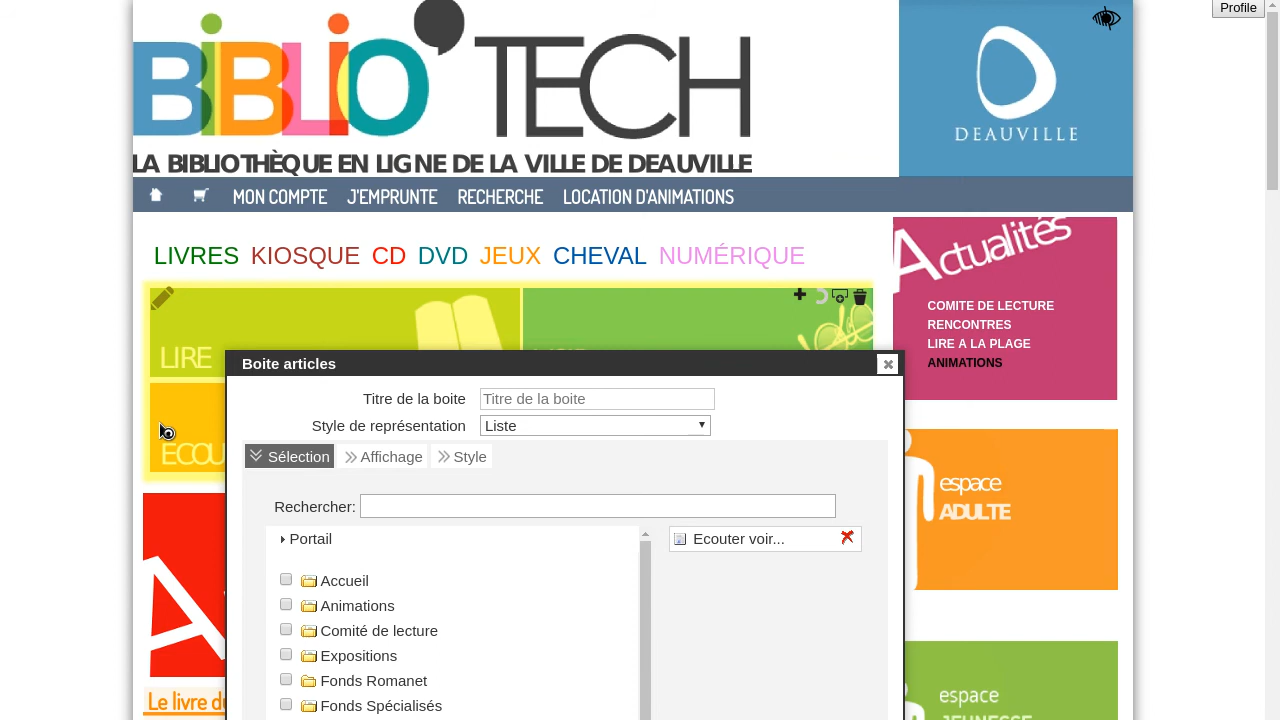 Profile
BIBLIO'TECH
DEAUVILLE
LA BIBLIOTHÈQUE EN LIGNE DE LA VILLE DE DEAUVILLE
MON COMPTE J'EMPRUNTE RECHERCHE LOCATION D'ANIMATIONS
LIVRES KIOSQUE CD DVD JEUX CHEVAL NUMÉRIQUE
Actualités
COMITE DE LECTURE
RENCONTRES
LIRE A LA PLAGE
ANIMATIONS
LIRE
ECOU
Boite articles
Titre de la boite Titre de la boite
Style de représentation Liste
Sélection Affichage Style
Rechercher:
Portail
Ecouter voir...
Accueil
Animations
Comité de lecture
Expositions
Fonds Romanet
Fonds Spécialisés
Le livre du
espace
ADULTE
espace
JEUNESSE